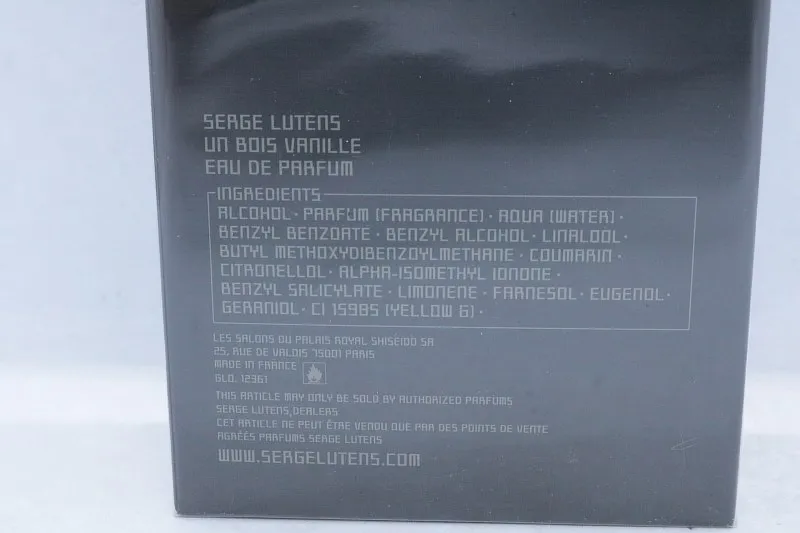 SERGE LUTENS
UN BOIS VANILLE
EAU DE PARFUM
INGREDIENTS
ALCOHOL · PARFUM (FRAGRANCE) · AQUA (WATER) ·
BENZYL BENZOATE · BENZYL ALCOHOL · LINALOOL ·
BUTYL METHOXYDIBENZOYLMETHANE · COUMARIN ·
CITRONELLOL · ALPHA-ISOMETHYL IONONE ·
BENZYL SALICYLATE · LIMONENE · FARNESOL · EUGENOL ·
GERANIOL · CI 15985 (YELLOW 6) ·
LES SALONS DU PALAIS ROYAL SHISEIDO SA
25, RUE DE VALOIS 75001 PARIS
MADE IN FRANCE
GLO. 12361
THIS ARTICLE MAY ONLY BE SOLD BY AUTHORIZED PARFUMS
SERGE LUTENS,DEALERS
CET ARTICLE NE PEUT ÊTRE VENDU QUE PAR DES POINTS DE VENTE
AGRÉÉS PARFUMS SERGE LUTENS
WWW.SERGELUTENS.COM